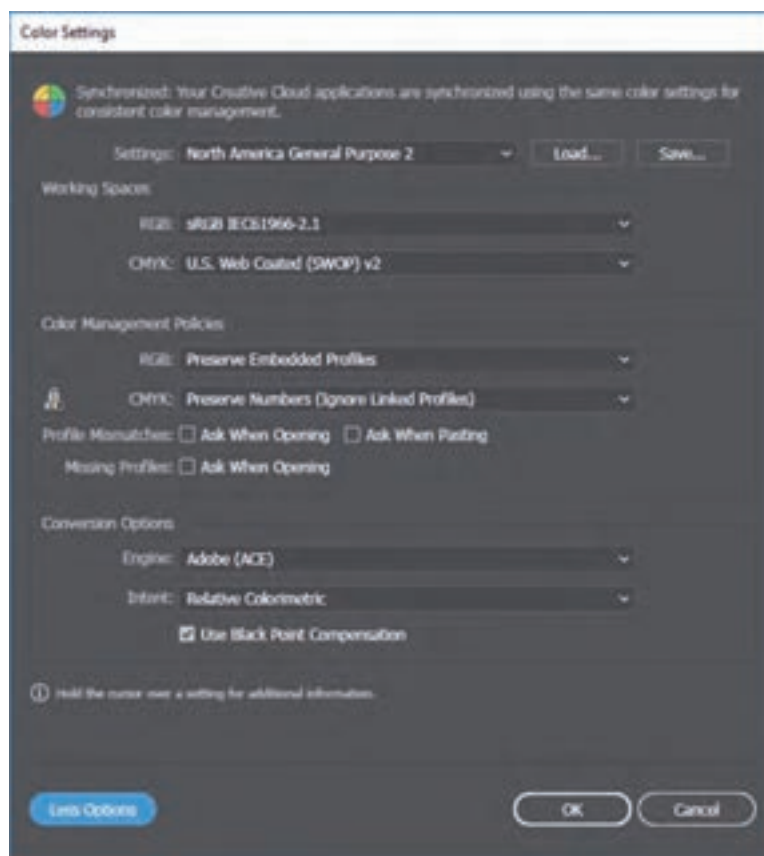 Color Settings
Synchronized: Your Creative Cloud applications are synchronized using the same color settings for
consistent color management.
Settings: North America General Purpose 2 Load... Save...
Working Spaces
RGB: sRGB IEC61966-2.1
CMYK: U.S. Web Coated (SWOP) v2
Color Management Policies
RGB: Preserve Embedded Profiles
CMYK: Preserve Numbers (Ignore Linked Profiles)
Profile Mismatches: Ask When Opening Ask When Pasting
Missing Profiles: Ask When Opening
Conversion Options
Engine: Adobe (ACE)
Intent: Relative Colorimetric
Use Black Point Compensation
Hold the cursor over a setting for additional information.
Less Options OK Cancel